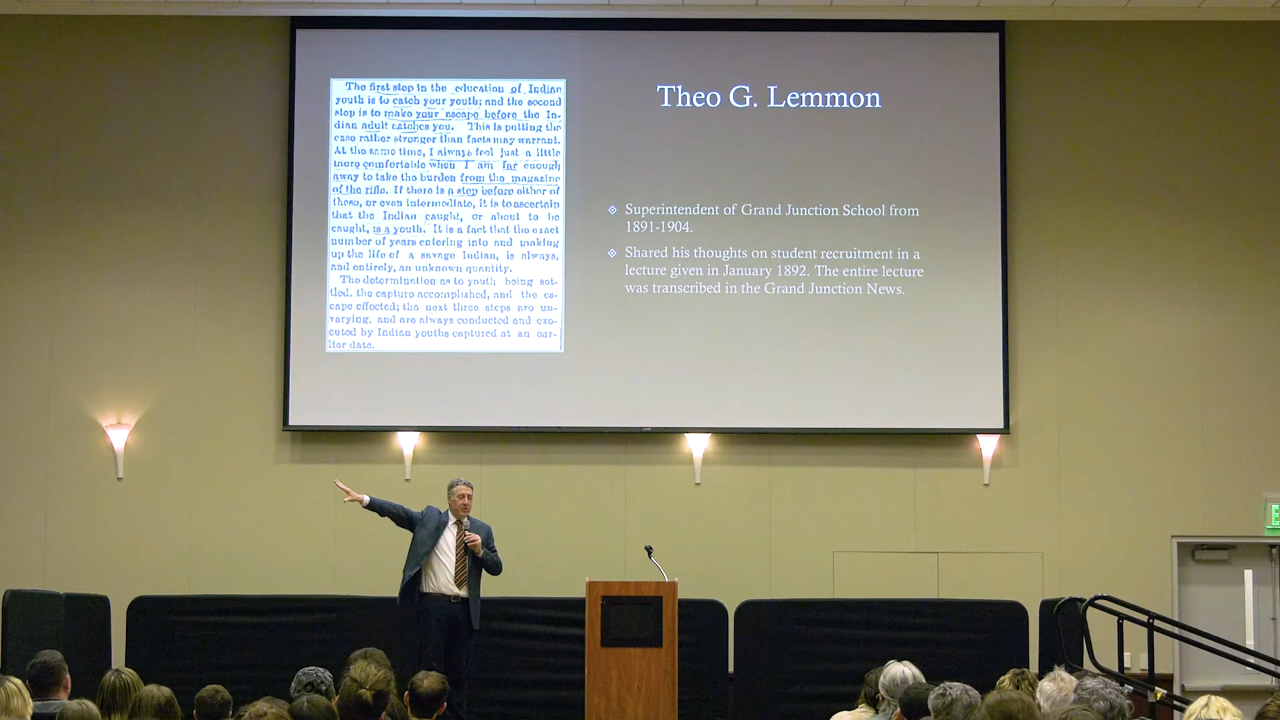 The first step in the education of Indian
youth is to catch your youth; and the second
step is to make your escape before the In-
dian adult catches you. This is putting the
case rather stronger than facts may warrant.
At the same time, I always feel just a little
more comfortable when I am far enough
away to take the burden from the magazine
of the rifle. If there is a step before either of
these, or even intermediate, it is to ascertain
that the Indian caught, or about to be
caught, is a youth. It is a fact that the exact
number of years entering into and making
up the life of a savage Indian, is always,
and entirely, an unknown quantity.
The determination as to youth being set-
tled, the capture accomplished, and the es-
cape effected; the next three steps are un-
varying, and are always conducted and exe-
cuted by Indian youths captured at an ear-
lier date.
Theo G. Lemmon
Superintendent of Grand Junction School from
1891-1904.
Shared his thoughts on student recruitment in a
lecture given in January 1892. The entire lecture
was transcribed in the Grand Junction News.
E